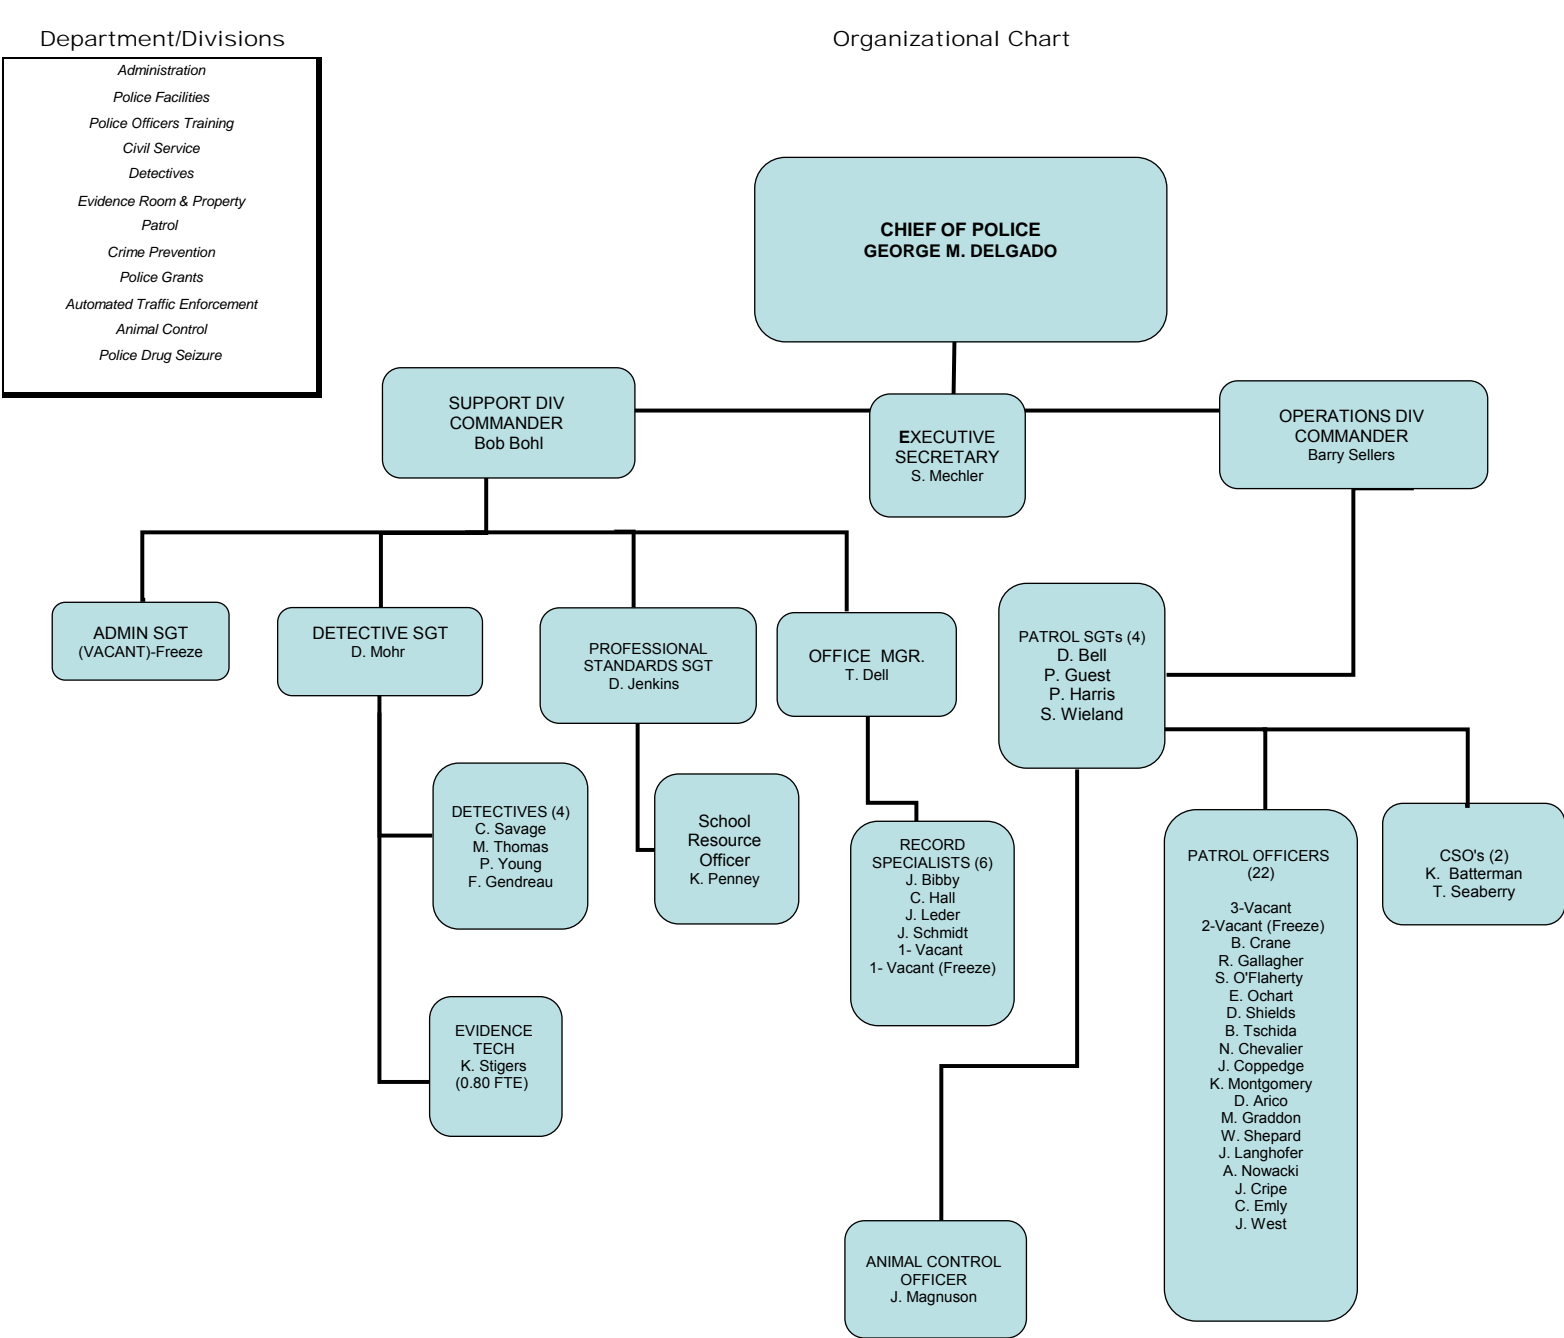 Department/Divisions
Organizational Chart
Administration
Police Facilities
Police Officers Training
Civil Service
Detectives
Evidence Room & Property
Patrol
Crime Prevention
Police Grants
Automated Traffic Enforcement
Animal Control
Police Drug Seizure
CHIEF OF POLICE
GEORGE M. DELGADO
SUPPORT DIV
COMMANDER
Bob Bohl
EXECUTIVE
SECRETARY
S. Mechler
OPERATIONS DIV
COMMANDER
Barry Sellers
ADMIN SGT
(VACANT)-Freeze
DETECTIVE SGT
D. Mohr
PROFESSIONAL
STANDARDS SGT
D. Jenkins
OFFICE MGR.
T. Dell
PATROL SGTs (4)
D. Bell
P. Guest
P. Harris
S. Wieland
DETECTIVES (4)
C. Savage
M. Thomas
P. Young
F. Gendreau
School
Resource
Officer
K. Penney
RECORD
SPECIALISTS (6)
J. Bibby
C. Hall
J. Leder
J. Schmidt
1- Vacant
1- Vacant (Freeze)
PATROL OFFICERS
(22)
3-Vacant
2-Vacant (Freeze)
B. Crane
R. Gallagher
S. O'Flaherty
E. Ochart
D. Shields
B. Tschida
N. Chevalier
J. Coppedge
K. Montgomery
D. Arico
M. Graddon
W. Shepard
J. Langhofer
A. Nowacki
J. Cripe
C. Emly
J. West
CSO's (2)
K. Batterman
T. Seaberry
EVIDENCE
TECH
K. Stigers
(0.80 FTE)
ANIMAL CONTROL
OFFICER
J. Magnuson